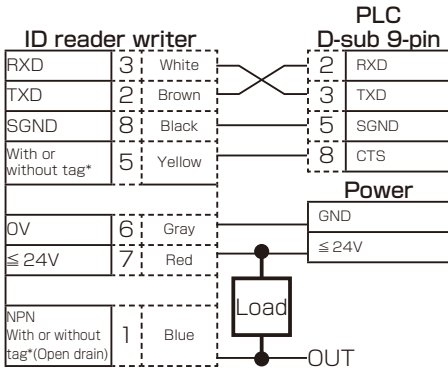 PLC
ID reader writer D-sub 9-pin
RXD 3 White 2 RXD
TXD 2 Brown 3 TXD
SGND 8 Black 5 SGND
With or
without tag* 5 Yellow 8 CTS
Power
GND
0V 6 Gray
≦ 24V
≦ 24V 7 Red
Load
NPN
With or without 1 Blue
tag*(Open drain)
OUT